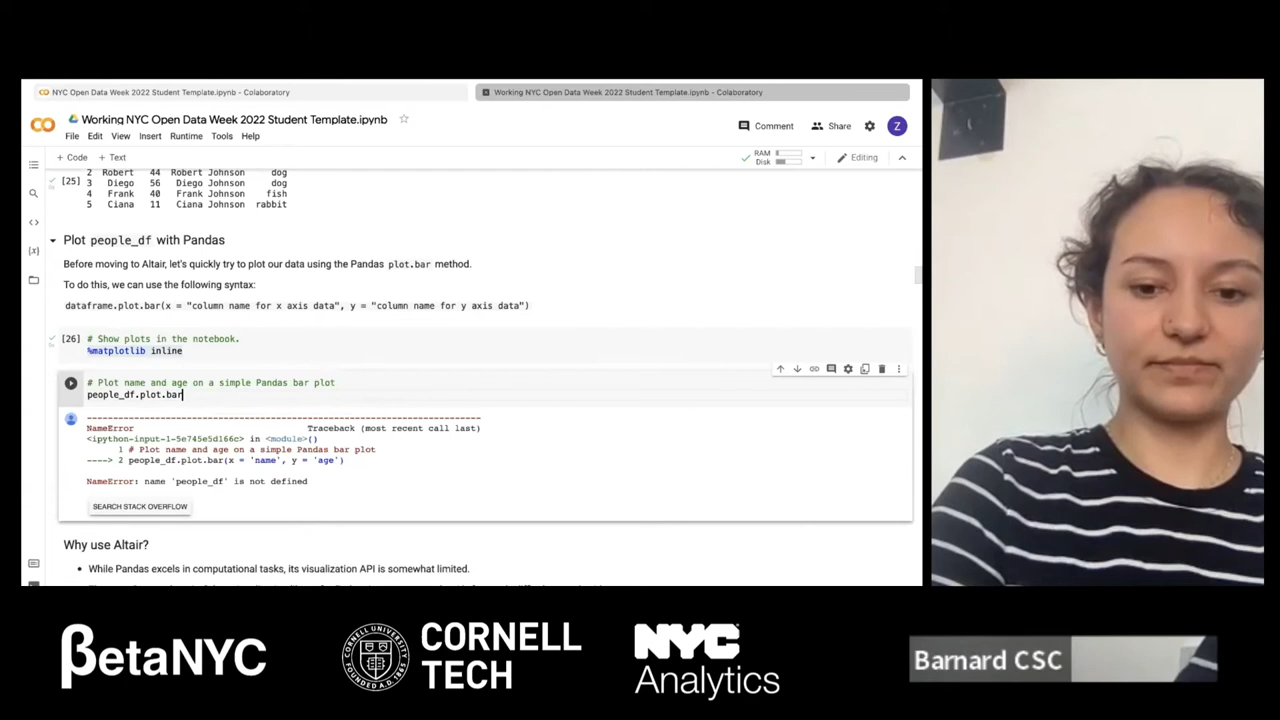 NYC Open Data Week 2022 Student Template.ipynb - Colaboratory
Working NYC Open Data Week 2022 Student Template.ipynb - Colaboratory
Working NYC Open Data Week 2022 Student Template.ipynb
Comment
Share
Z
File Edit View Insert Runtime Tools Help
+ Code + Text
RAM
Disk
Editing
2 Robert 44 Robert Johnson dog
[25]
3 Diego 56 Diego Johnson dog
4 Frank 40 Frank Johnson fish
5 Ciana 11 Ciana Johnson rabbit
Plot people_df with Pandas
Before moving to Altair, let's quickly try to plot our data using the Pandas plot.bar method.
To do this, we can use the following syntax:
dataframe.plot.bar(x = "column name for x axis data", y = "column name for y axis data")
[26] # Show plots in the notebook.
%matplotlib inline
# Plot name and age on a simple Pandas bar plot
people_df.plot.bar
---------------------------------------------------------------------------
NameError Traceback (most recent call last)
<ipython-input-1-5e745e5d166c> in <module>()
1 # Plot name and age on a simple Pandas bar plot
----> 2 people_df.plot.bar(x = 'name', y = 'age')
NameError: name 'people_df' is not defined
SEARCH STACK OVERFLOW
Why use Altair?
• While Pandas excels in computational tasks, its visualization API is somewhat limited.
βetaNYC
CORNELL
TECH
NYC
Analytics
Barnard CSC